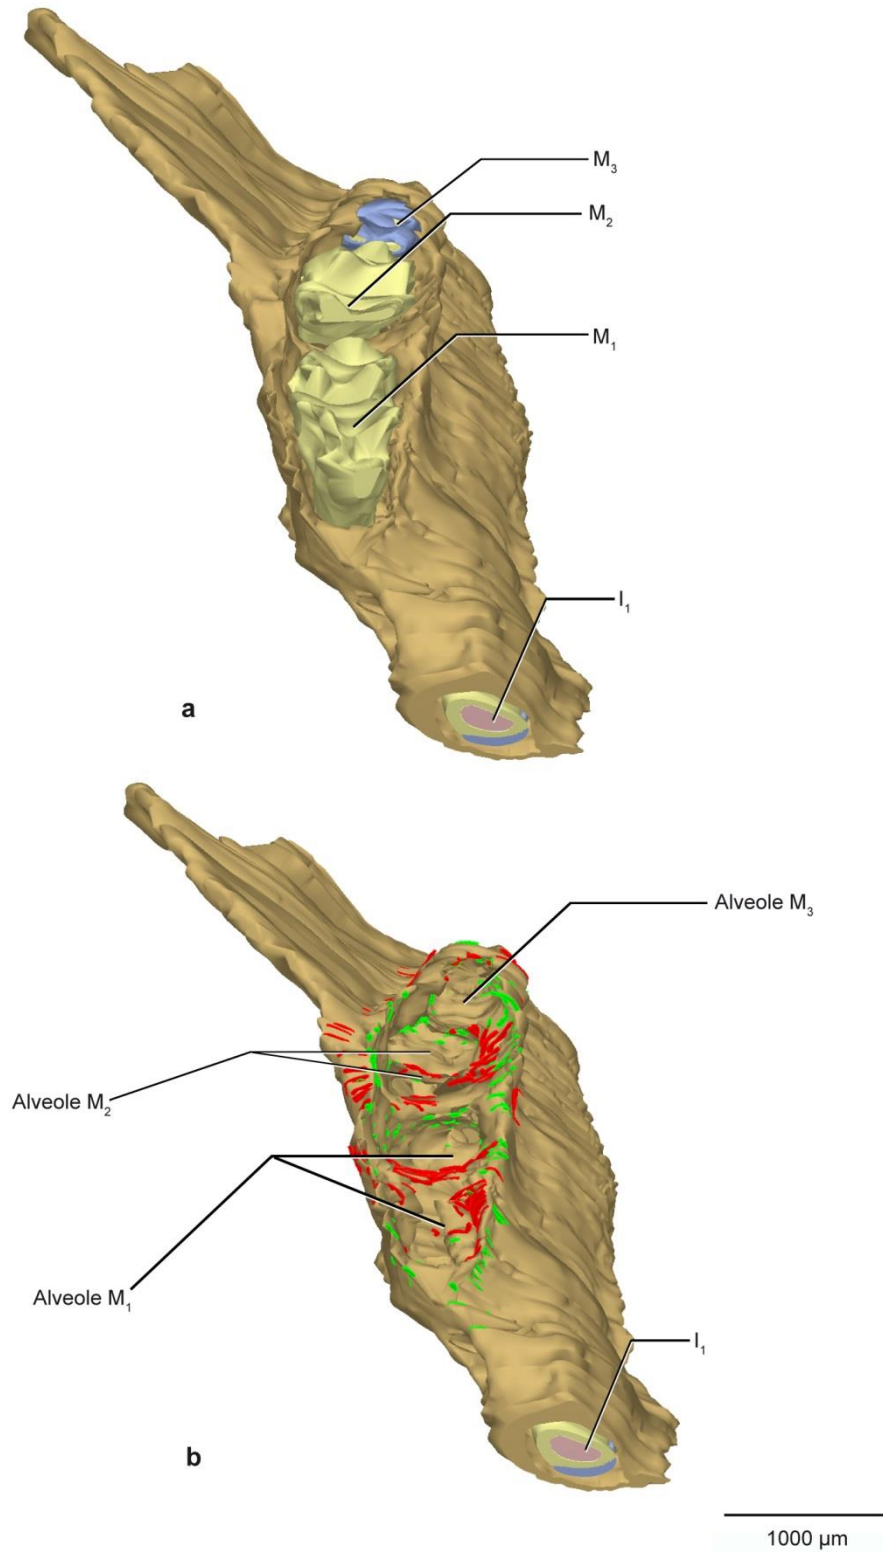 M₃
M₂
M₁
I₁
a
Alveole M₃
Alveole M₂
Alveole M₁
I₁
b
1000 µm